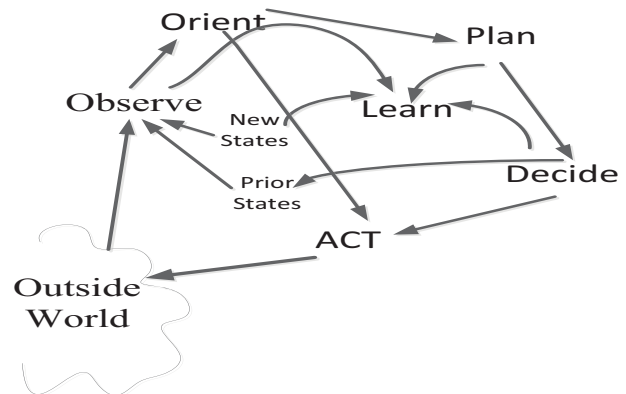 Orient
Plan
Observe
New
States
Learn
Prior
States
Decide
ACT
Outside
World